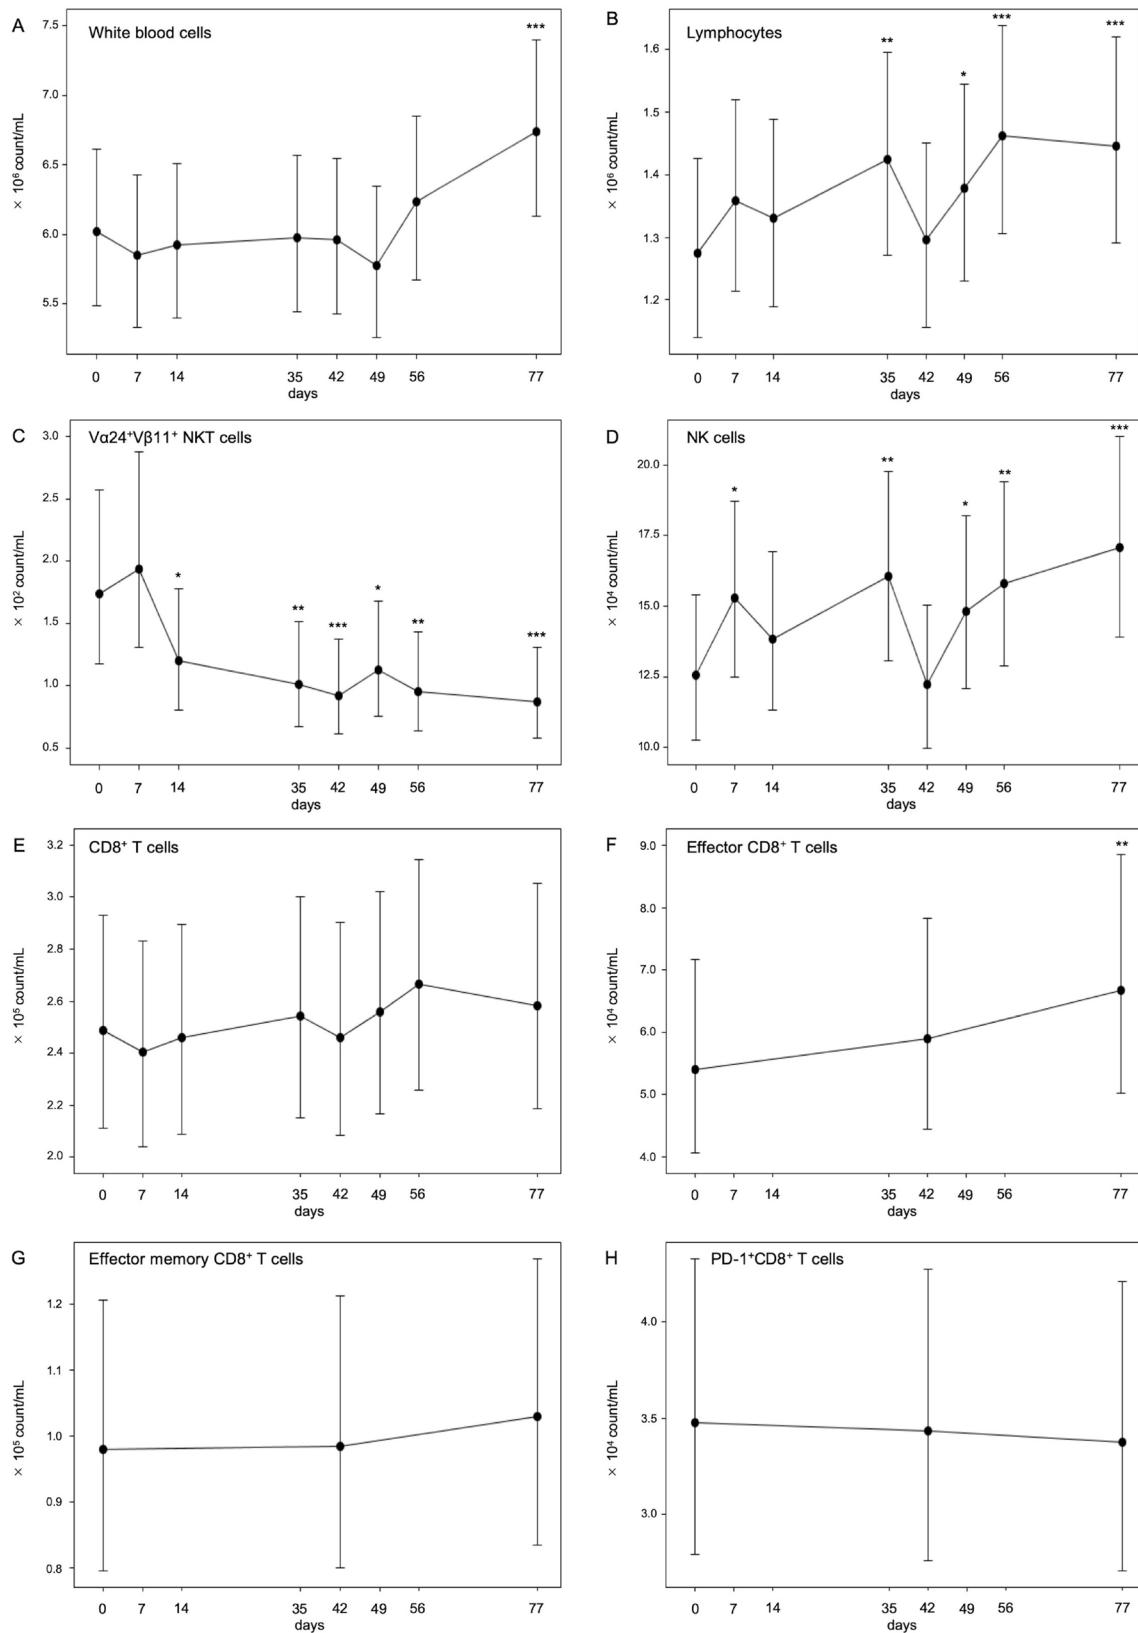 A
White blood cells
***
7.5
7.0
6.5
6.0
5.5
× 10⁶ count/mL
0 7 14 35 42 49 56 77
days
B
Lymphocytes
** * *** ***
1.6
1.5
1.4
1.3
1.2
× 10⁶ count/mL
0 7 14 35 42 49 56 77
days
C
Vα24⁺Vβ11⁺ NKT cells
* ** *** * ** ***
3.0
2.5
2.0
1.5
1.0
0.5
× 10² count/mL
0 7 14 35 42 49 56 77
days
D
NK cells
* ** * ** ***
20.0
17.5
15.0
12.5
10.0
× 10⁴ count/mL
0 7 14 35 42 49 56 77
days
E
CD8⁺ T cells
3.2
3.0
2.8
2.6
2.4
2.2
2.0
× 10⁵ count/mL
0 7 14 35 42 49 56 77
days
F
Effector CD8⁺ T cells
**
9.0
8.0
7.0
6.0
5.0
4.0
× 10⁴ count/mL
0 7 14 35 42 49 56 77
days
G
Effector memory CD8⁺ T cells
1.2
1.1
1.0
0.9
0.8
× 10⁵ count/mL
0 7 14 35 42 49 56 77
days
H
PD-1⁺CD8⁺ T cells
4.0
3.5
3.0
× 10⁴ count/mL
0 7 14 35 42 49 56 77
days